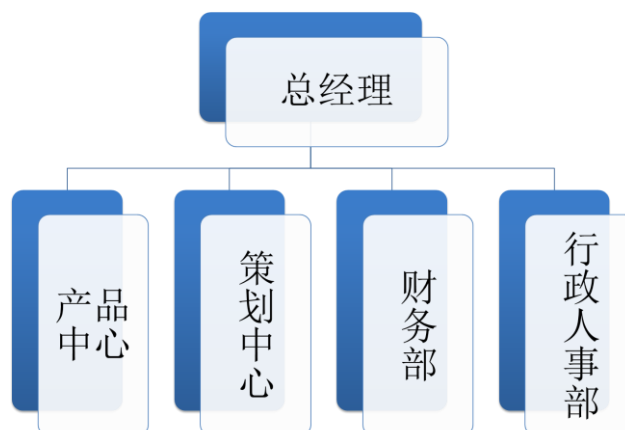 总经理
产品
中心
策划中心
财务部
行政人事部